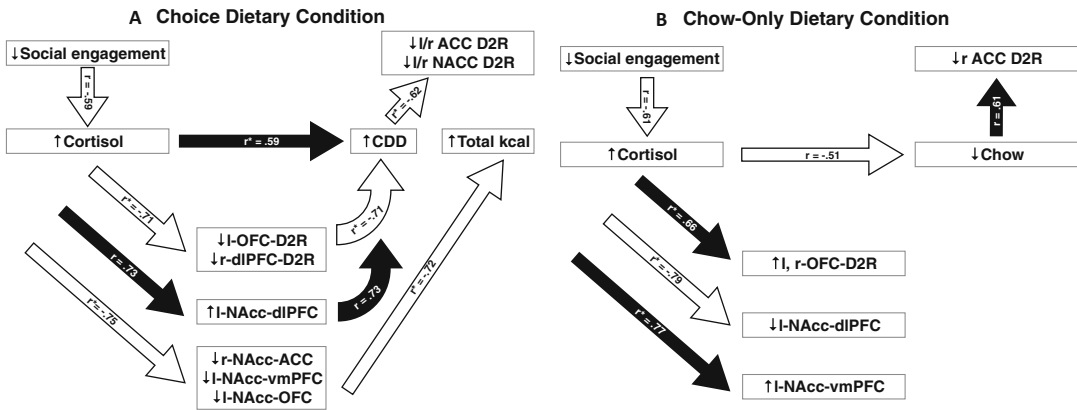 A Choice Dietary Condition
↓Social engagement
r = -.59
↑Cortisol
r* = .59
↑CDD
↑Total kcal
↓l/r ACC D2R
↓l/r NACC D2R
r* = -.62
r* = -.71
r = .73
r* = -.75
↓l-OFC-D2R
↓r-dlPFC-D2R
r* = -.71
↑l-NAcc-dlPFC
r = .73
↓r-NAcc-ACC
↓l-NAcc-vmPFC
↓l-NAcc-OFC
r* = -.72
B Chow-Only Dietary Condition
↓Social engagement
r = -.61
↑Cortisol
r = -.51
↓Chow
r = .61
↓r ACC D2R
r* = .66
r* = -.79
r* = .77
↑l, r-OFC-D2R
↓l-NAcc-dlPFC
↑l-NAcc-vmPFC